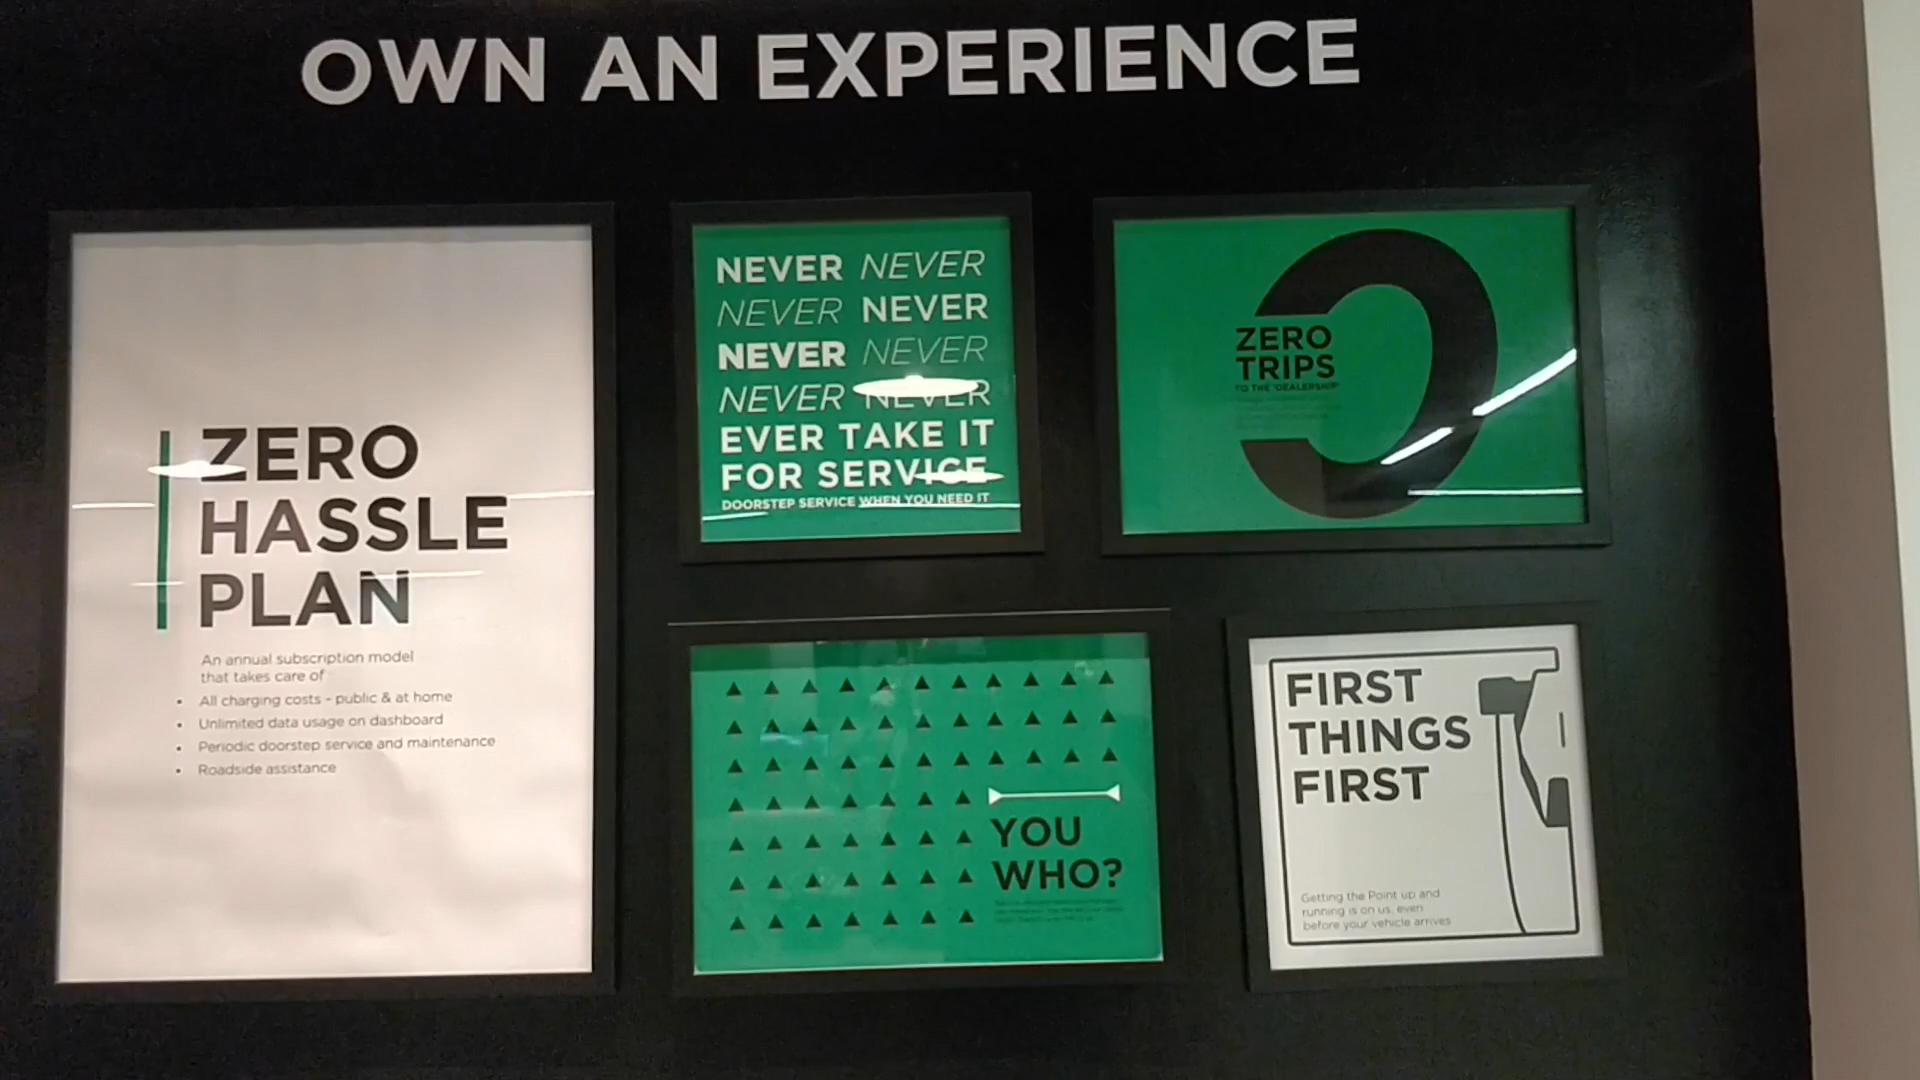 OWN AN EXPERIENCE
ZERO
HASSLE
PLAN
An annual subscription model
that takes care of
• All charging costs - public & at home
• Unlimited data usage on dashboard
• Periodic doorstep service and maintenance
• Roadside assistance
NEVER NEVER
NEVER NEVER
NEVER NEVER
NEVER NEVER
EVER TAKE IT
FOR SERVICE
DOORSTEP SERVICE WHEN YOU NEED IT
ZERO
TRIPS
TO THE 'DEALERSHIP'
YOU
WHO?
FIRST
THINGS
FIRST
Getting the Point up and
running is on us, even
before your vehicle arrives